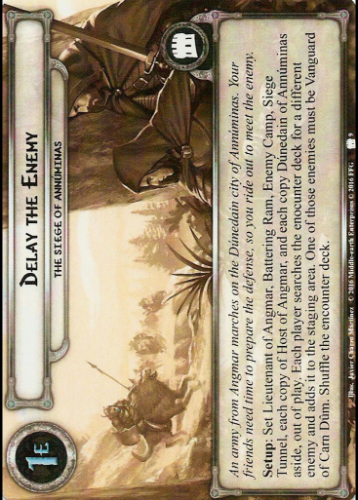 1E
DELAY THE ENEMY
THE SIEGE OF ANNÚMINAS
An army from Angmar marches on the Dúnedain city of Annúminas. Your
friends need time to prepare the defense, so you ride out to meet the enemy.
Setup: Set Lieutenant of Angmar, Battering Ram, Enemy Camp, Siege
Tunnel, each copy of Host of Angmar, and each copy Dúnedain of Annúminas
aside, out of play. Each player searches the enocunter deck for a different
enemy and adds it to the staging area. One of those enemies must be Vanguard
of Carn Dûm. Shuffle the encounter deck.
Illus. Javier Charro Martínez © 2016 Middle-earth Enterprises © 2016 FFG 9